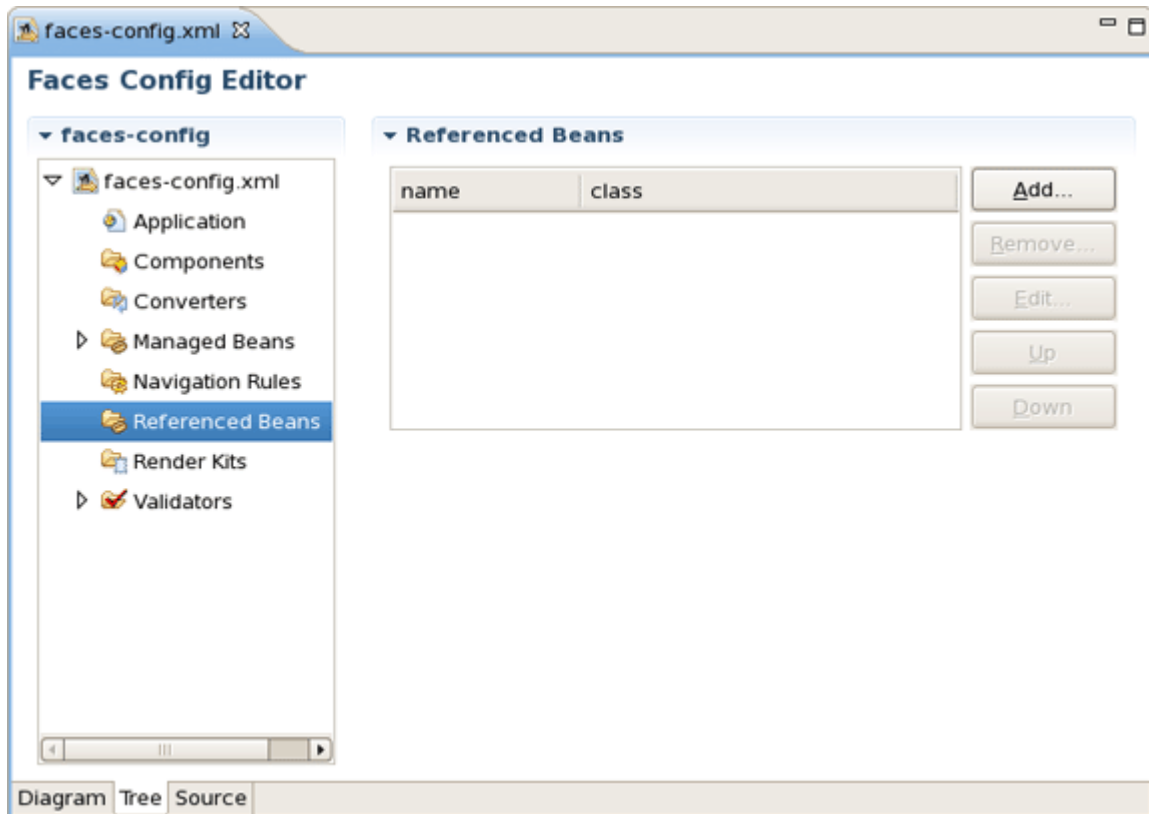 faces-config.xml
Faces Config Editor
faces-config
faces-config.xml
Application
Components
Converters
Managed Beans
Navigation Rules
Referenced Beans
Render Kits
Validators
Referenced Beans
name class
Add...
Remove...
Edit...
Up
Down
Diagram Tree Source